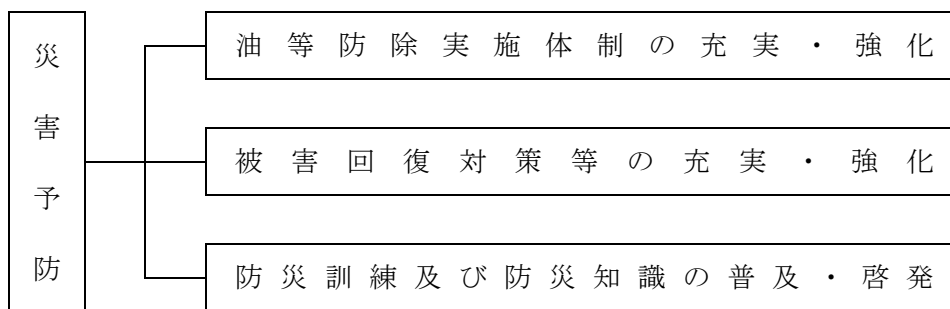 災害予防
油等防除実施体制の充実・強化
被害回復対策等の充実・強化
防災訓練及び防災知識の普及・啓発